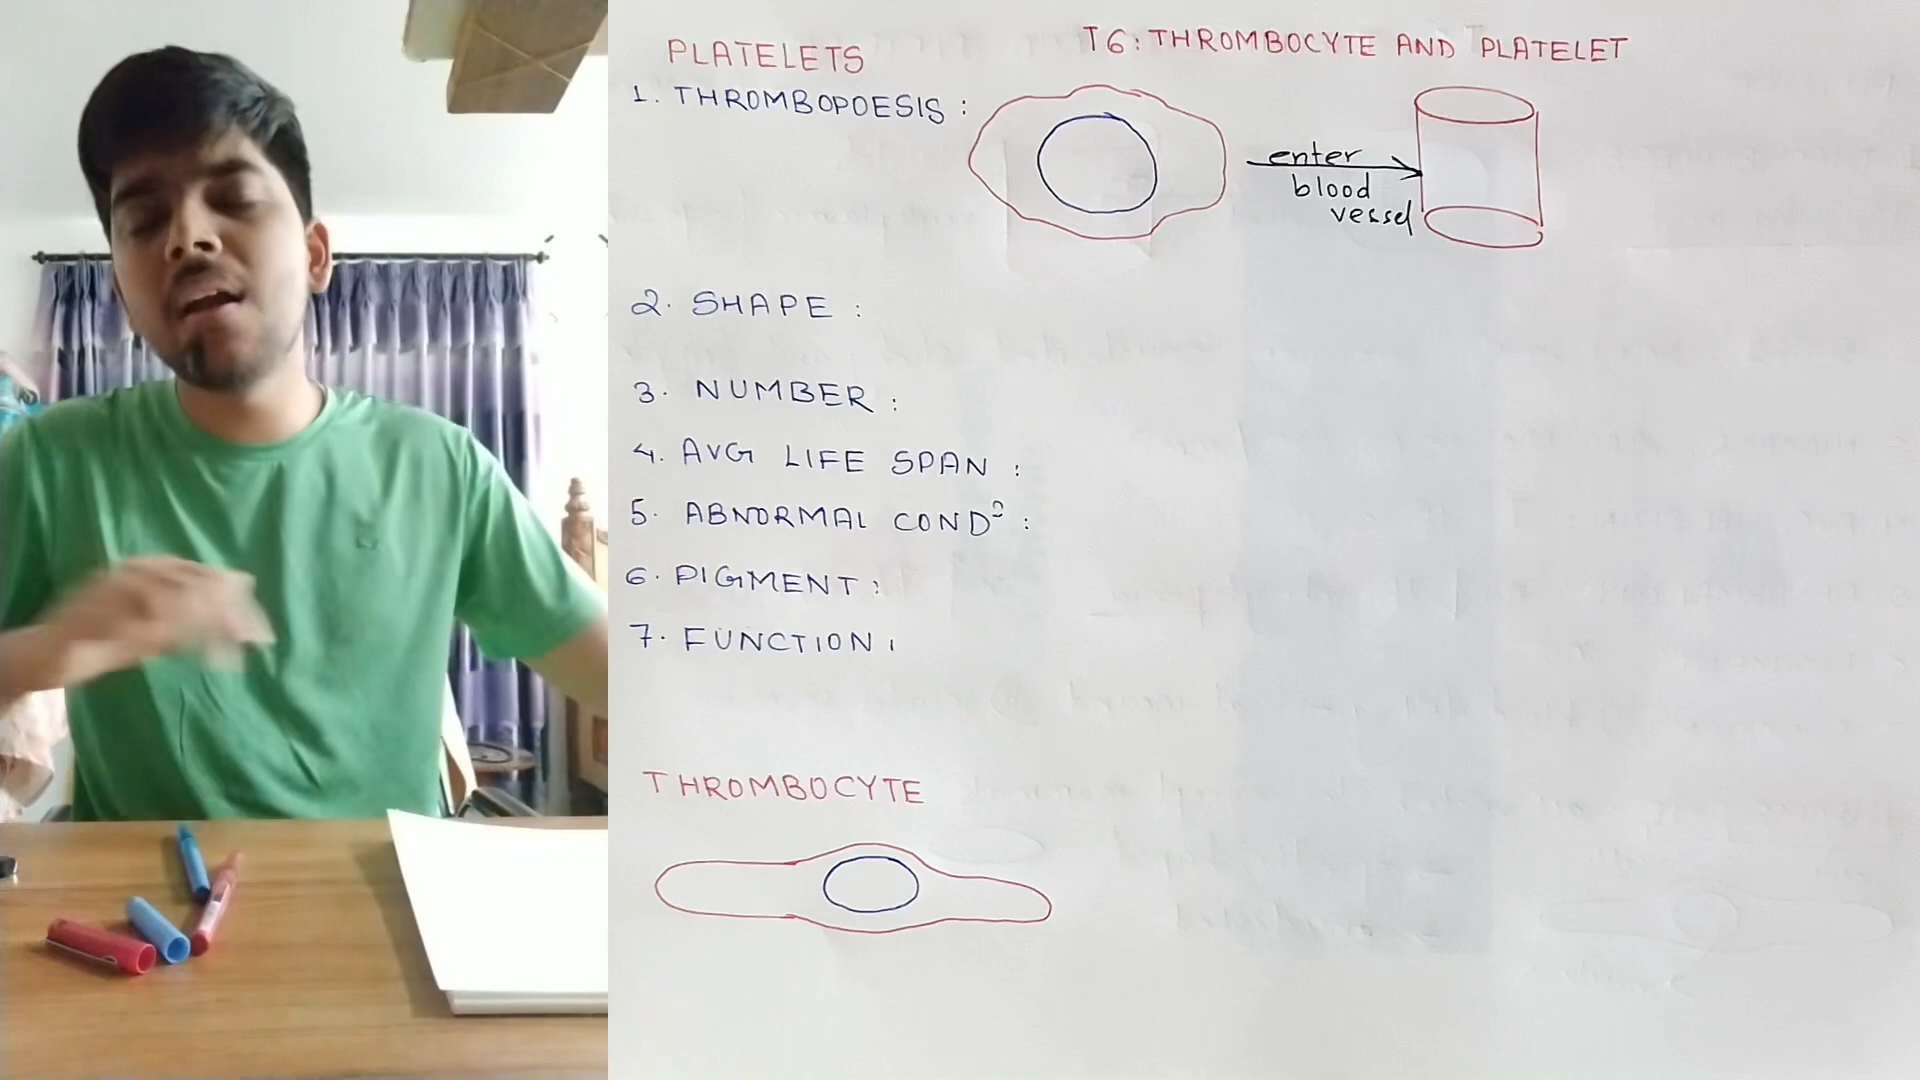 PLATELETS
T6: THROMBOCYTE AND PLATELET
1. THROMBOPOESIS :
enter
blood
vessel
2. SHAPE :
3. NUMBER :
4. AVG LIFE SPAN :
5. ABNORMAL CONDⁿ :
6. PIGMENT :
7. FUNCTION :
THROMBOCYTE